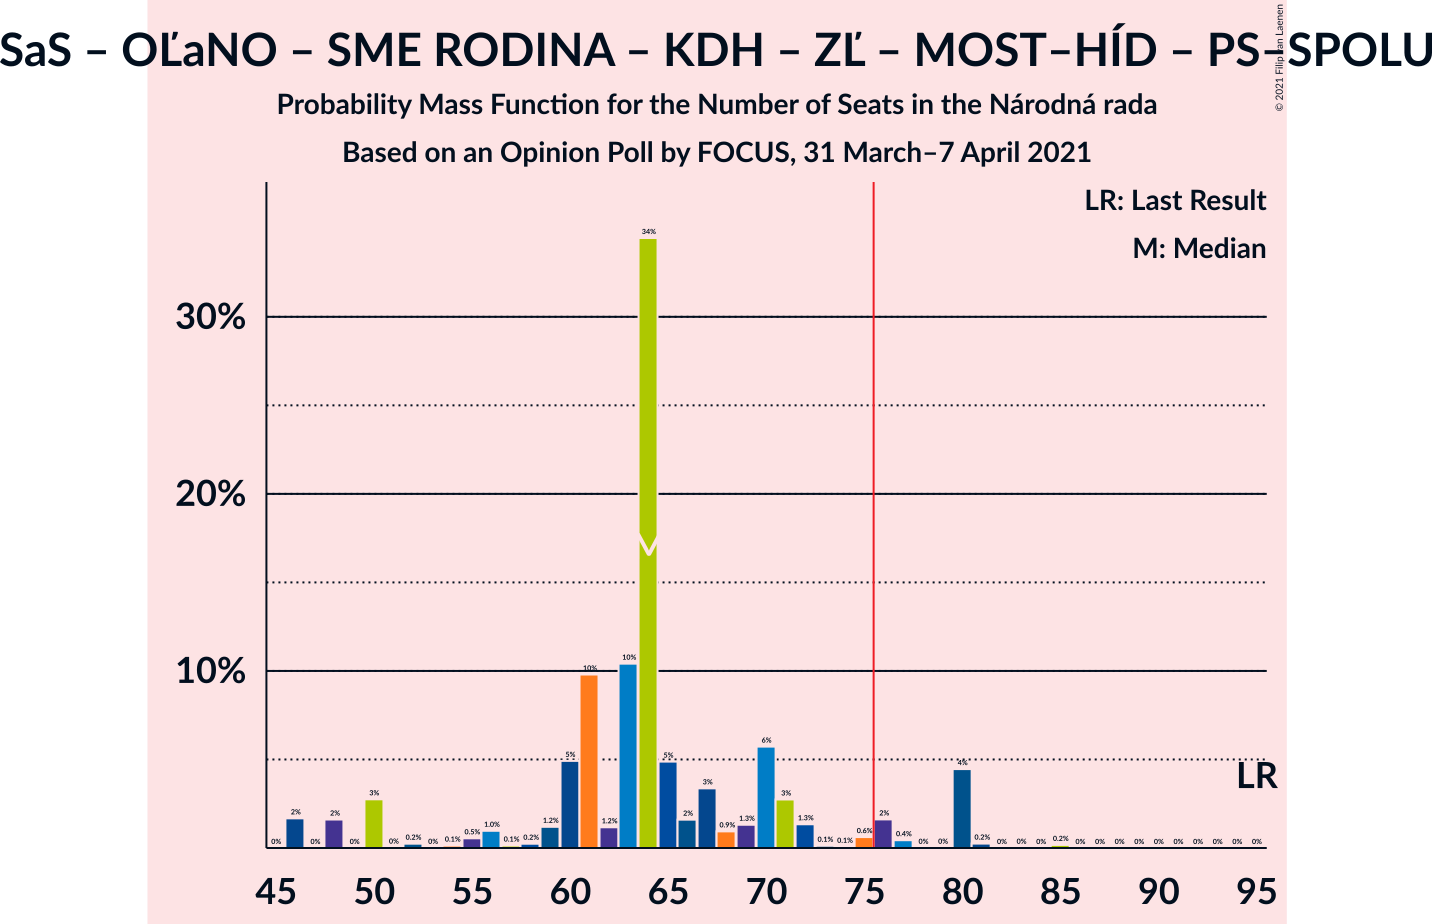 SaS – OĽaNO – SME RODINA – KDH – ZĽ – MOST–HÍD – PS–SPOLU
© 2021 Filip van Laenen
Probability Mass Function for the Number of Seats in the Národná rada
Based on an Opinion Poll by FOCUS, 31 March–7 April 2021
LR: Last Result
M: Median
30%
20%
10%
0% 2% 0% 2% 0% 3% 0% 0.2% 0% 0.1% 0.5% 1.0% 0.1% 0.2% 1.2% 5% 10% 1.2% 10% 34% 5% 2% 3% 0.9% 1.3% 6% 3% 1.3% 0.1% 0.1% 0.6% 2% 0.4% 0% 0% 4% 0.2% 0% 0% 0% 0.2% 0% 0% 0% 0% 0% 0% 0% 0% 0% 0%
M
LR
45 50 55 60 65 70 75 80 85 90 95